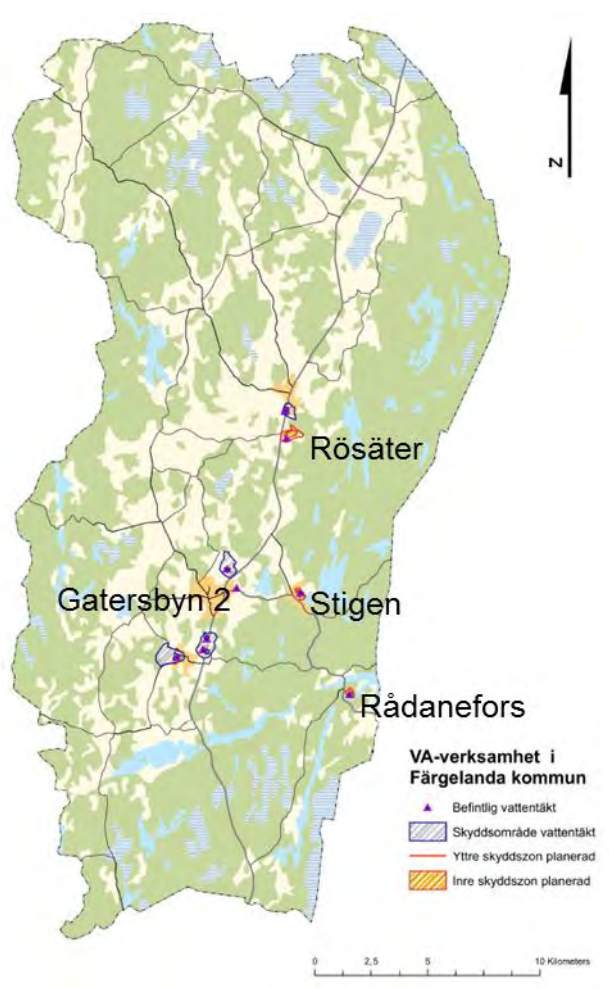 N
Rösäter
Gatersbyn 2
Stigen
Rådanefors
VA-verksamhet i
Färgelanda kommun
Befintlig vattentäkt
Skyddsområde vattentäkt
Yttre skyddszon planerad
Inre skyddszon planerad
0 2,5 5 10 Kilometers